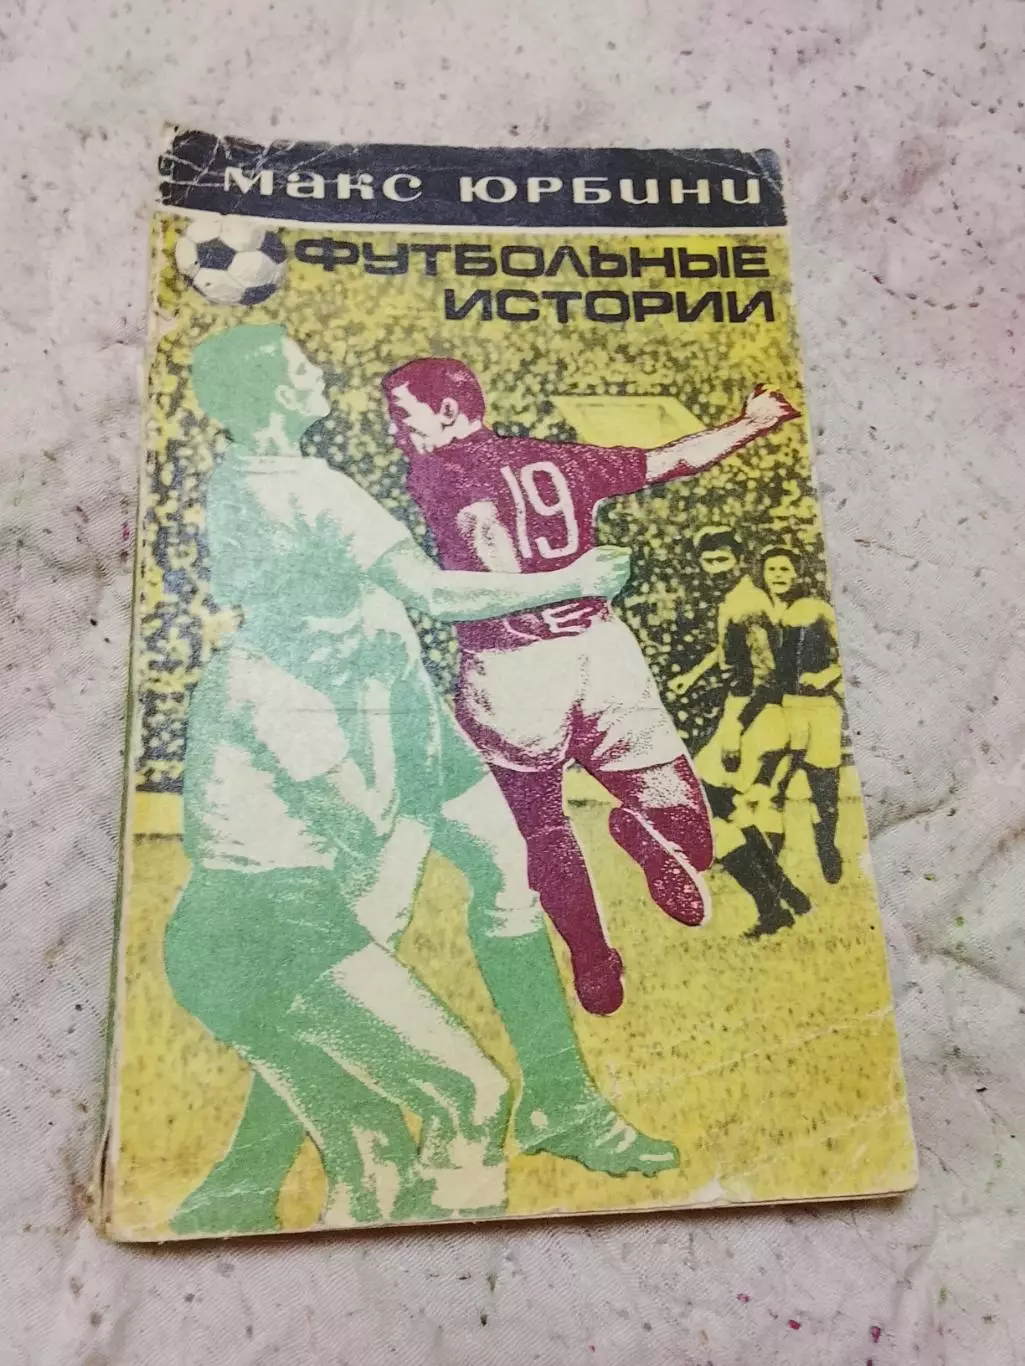 Макс ЮРБИНИ
ФУТБОЛЬНЫЕ
ИСТОРИИ
19